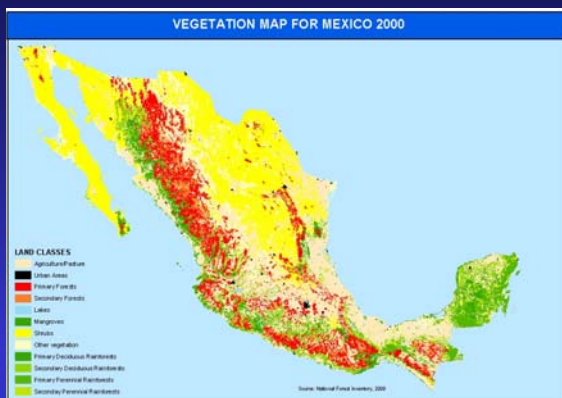 VEGETATION MAP FOR MEXICO 2000
LAND CLASSES
Agriculture/Pasture
Urban Areas
Primary Forests
Secondary Forests
Lakes
Mangroves
Shrubs
Other vegetation
Primary Deciduous Rainforests
Secondary Deciduous Rainforests
Primary Perennial Rainforests
Secondary Perennial Rainforests
Source: National Forest Inventory, 2000